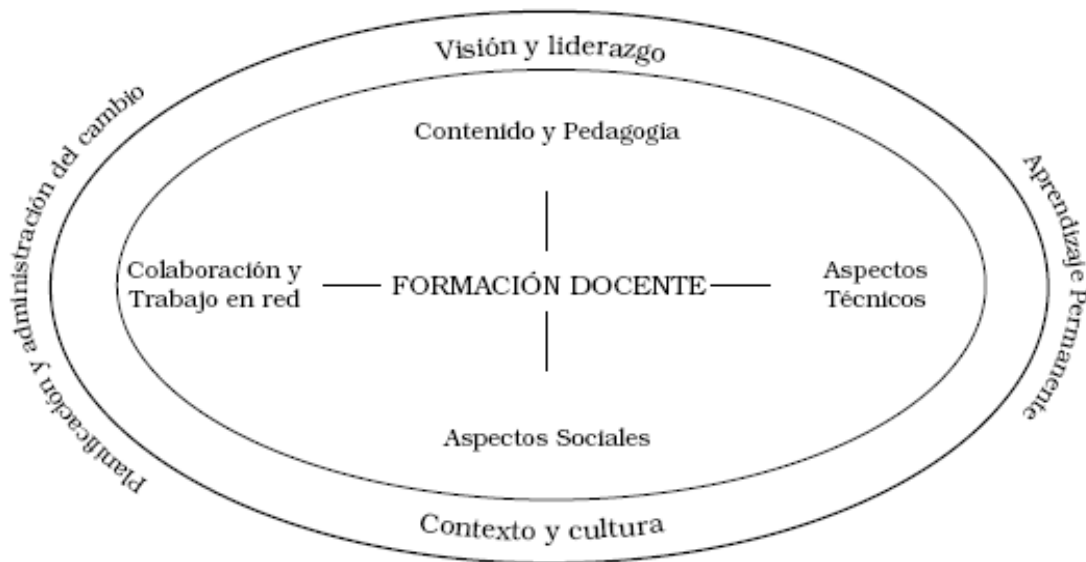 Visión y liderazgo
Planificación y administración del cambio
Contenido y Pedagogía
Aprendizaje Permanente
Colaboración y
Trabajo en red
FORMACIÓN DOCENTE
Aspectos
Técnicos
Aspectos Sociales
Contexto y cultura